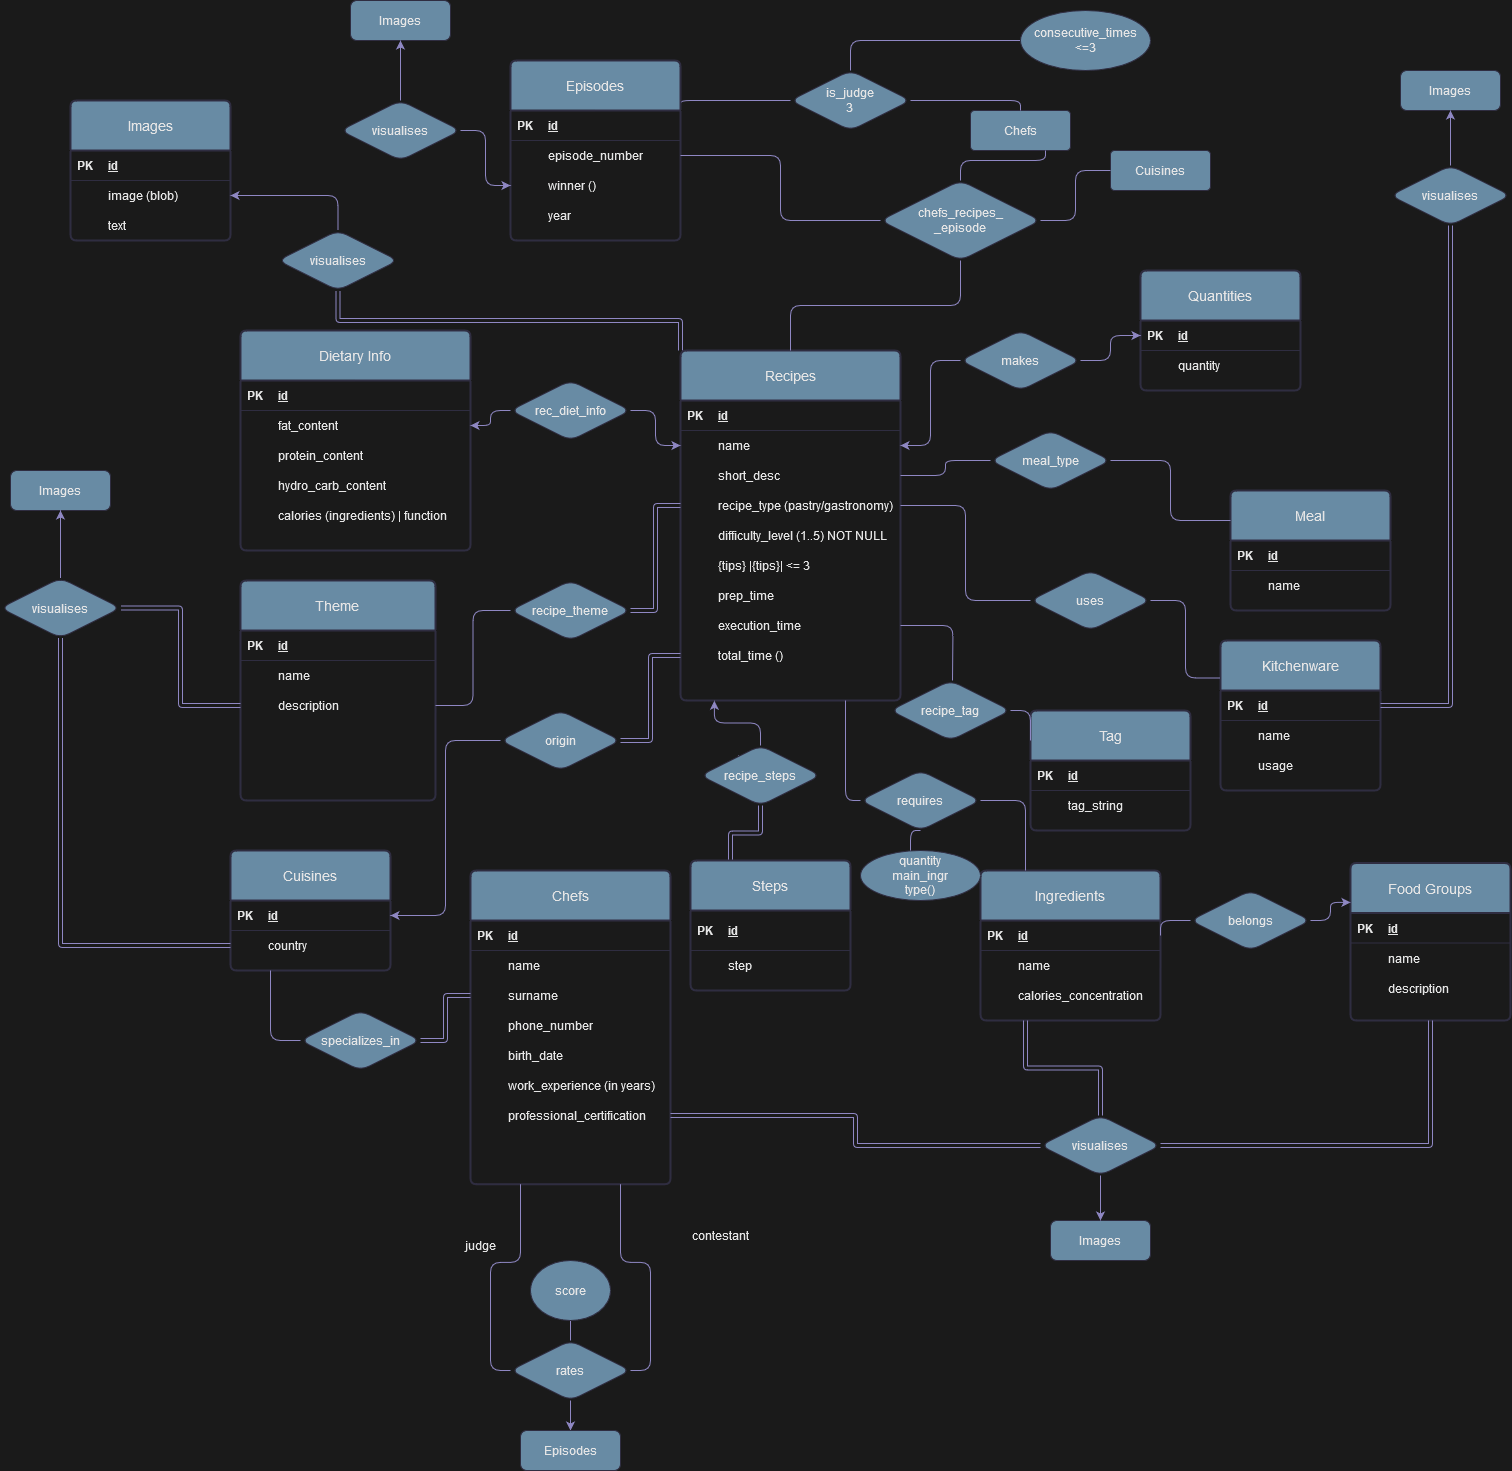 Images
consecutive_times
<=3
Episodes
PK id
episode_number
winner ()
year
is_judge
3
Images
Images
PK id
image (blob)
text
visualises
Chefs
Cuisines
visualises
chefs_recipes_
_episode
visualises
Quantities
PK id
quantity
Dietary Info
PK id
fat_content
protein_content
hydro_carb_content
calories (ingredients) | function
rec_diet_info
Recipes
PK id
name
short_desc
recipe_type (pastry/gastronomy)
difficulty_level (1..5) NOT NULL
{tips} |{tips}| <= 3
prep_time
execution_time
total_time ()
makes
meal_type
Meal
PK id
name
Images
visualises
Theme
PK id
name
description
recipe_theme
uses
Kitchenware
PK id
name
usage
origin
recipe_tag
Tag
PK id
tag_string
recipe_steps
requires
quantity
main_ingr
type()
Cuisines
PK id
country
Chefs
PK id
name
surname
phone_number
birth_date
work_experience (in years)
professional_certification
Steps
PK id
step
Ingredients
PK id
name
calories_concentration
belongs
Food Groups
PK id
name
description
specializes_in
visualises
Images
judge
contestant
score
rates
Episodes